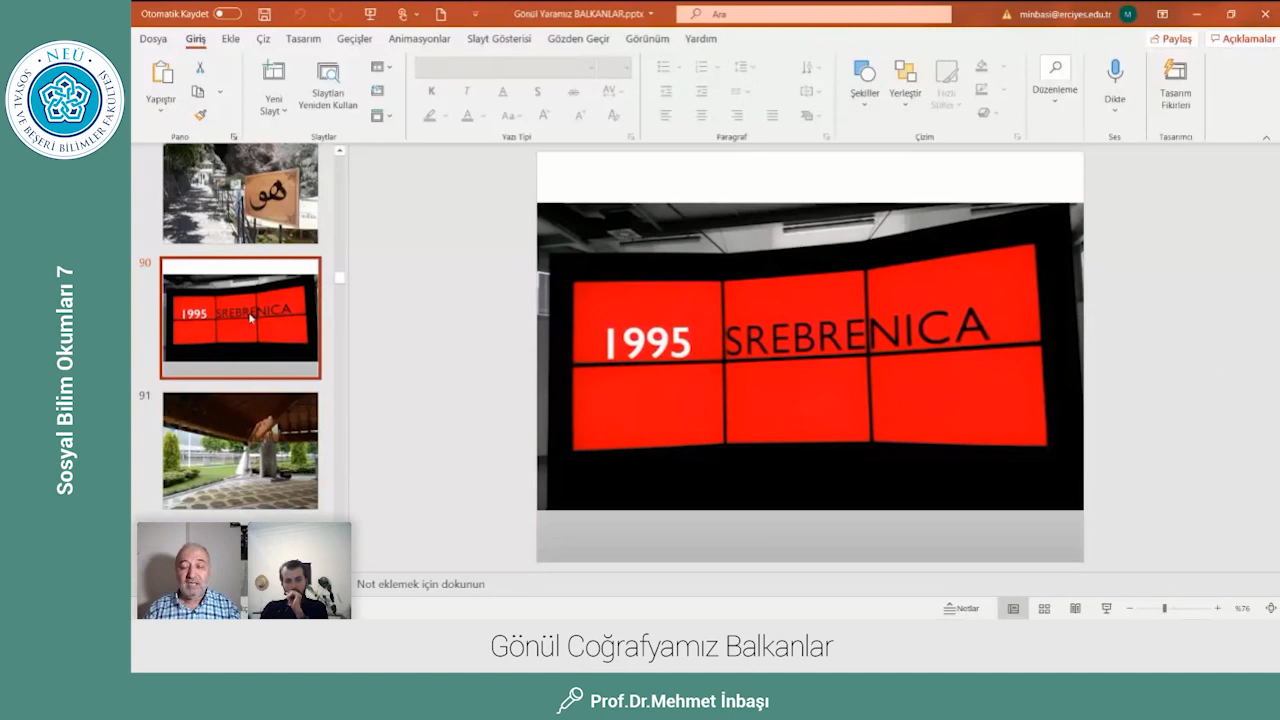 Otomatik Kaydet
Gönül Yaramız BALKANLAR.pptx
Ara
minbasi@erciyes.edu.tr
M
Dosya Giriş Ekle Çiz Tasarım Geçişler Animasyonlar Slayt Gösterisi Gözden Geçir Görünüm Yardım
Paylaş
Açıklamalar
Yapıştır
Yeni
Slayt
Slaytları
Yeniden Kullan
K T A S
Aa
Şekiller
Yerleştir
Hızlı
Stiller
Düzenleme
Dikte
Tasarım
Fikirleri
Pano
Slaytlar
Yazı Tipi
Paragraf
Çizim
Ses
Tasarımcı
NEÜ
SOSYAL VE BEŞERİ BİLİMLER FAKÜLTESİ
Sosyal Bilim Okumaları 7
هو
90
1995 SREBRENICA
91
1995 SREBRENICA
Not eklemek için dokunun
Notlar
%76
Gönül Coğrafyamız Balkanlar
Prof.Dr.Mehmet İnbaşı